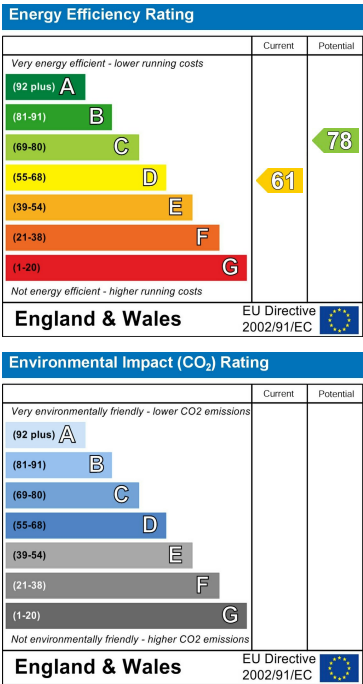 Energy Efficiency Rating
Current Potential
Very energy efficient - lower running costs
(92 plus) A
(81-91) B
(69-80) C
(55-68) D
(39-54) E
(21-38) F
(1-20) G
61
78
Not energy efficient - higher running costs
England & Wales
EU Directive
2002/91/EC
Environmental Impact (CO₂) Rating
Current Potential
Very environmentally friendly - lower CO2 emissions
(92 plus) A
(81-91) B
(69-80) C
(55-68) D
(39-54) E
(21-38) F
(1-20) G
Not environmentally friendly - higher CO2 emissions
England & Wales
EU Directive
2002/91/EC